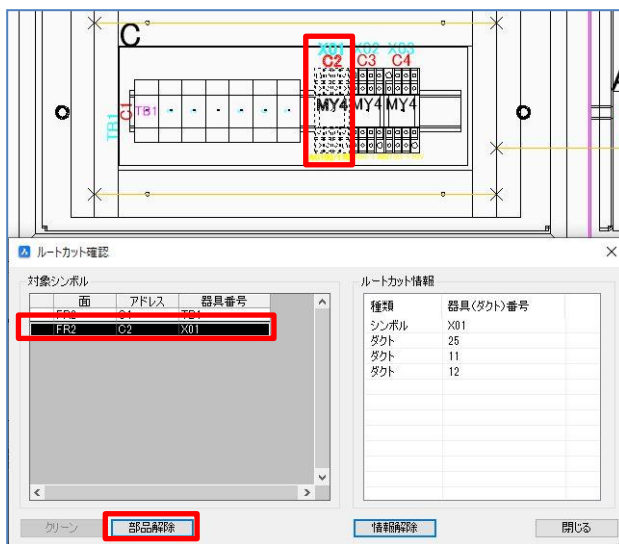 C
X01 X02 X03
C2 C3 C4
C1 TB1 MY4 MY4 MY4
TB1
ルートカット確認
対象シンボル
面 アドレス 器具番号
FR2 C1 TB1
FR2 C2 X01
クリーン 部品解除
ルートカット情報
種類 器具(ダクト)番号
シンボル X01
ダクト 25
ダクト 11
ダクト 12
情報解除 閉じる